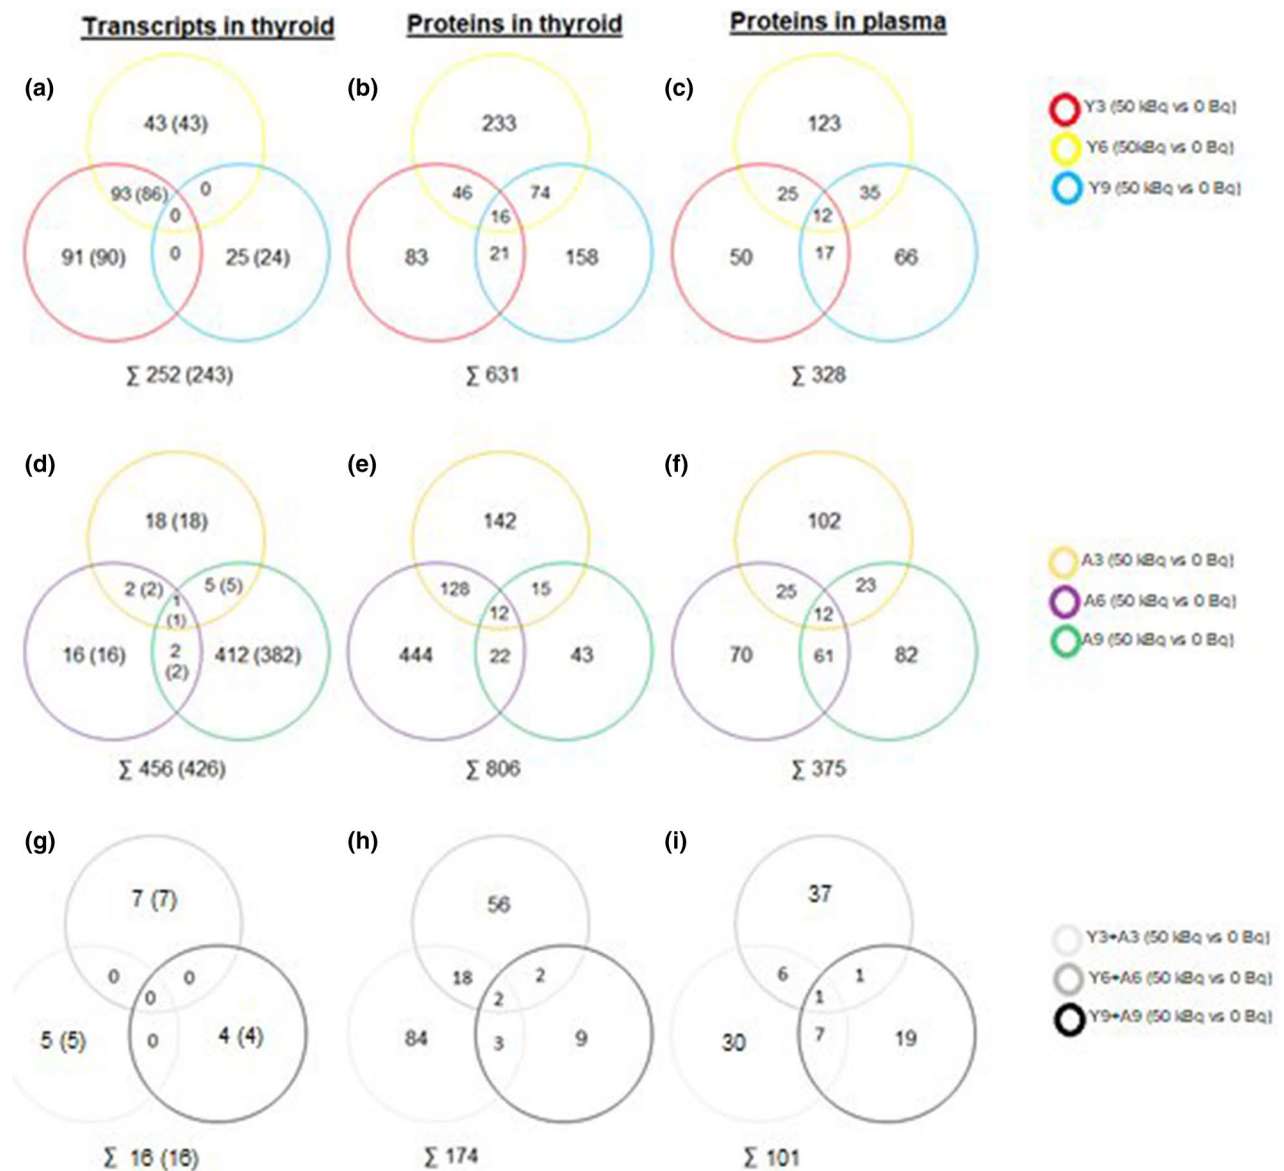 Transcripts in thyroid
Proteins in thyroid
Proteins in plasma
(a)
43 (43)
93 (86)
0
0
91 (90)
0
25 (24)
∑ 252 (243)
(b)
233
46
74
16
83
21
158
∑ 631
(c)
123
25
35
12
50
17
66
∑ 328
Y3 (50 kBq vs 0 Bq)
Y6 (50kBq vs 0 Bq)
Y9 (50 kBq vs 0 Bq)
(d)
18 (18)
2 (2)
5 (5)
1
(1)
16 (16)
2
(2)
412 (382)
∑ 456 (426)
(e)
142
128
15
12
444
22
43
∑ 806
(f)
102
25
23
12
70
61
82
∑ 375
A3 (50 kBq vs 0 Bq)
A6 (50 kBq vs 0 Bq)
A9 (50 kBq vs 0 Bq)
(g)
7 (7)
0
0
0
5 (5)
0
4 (4)
∑ 16 (16)
(h)
56
18
2
2
84
3
9
∑ 174
(i)
37
6
1
1
30
7
19
∑ 101
Y3+A3 (50 kBq vs 0 Bq)
Y6+A6 (50 kBq vs 0 Bq)
Y9+A9 (50 kBq vs 0 Bq)